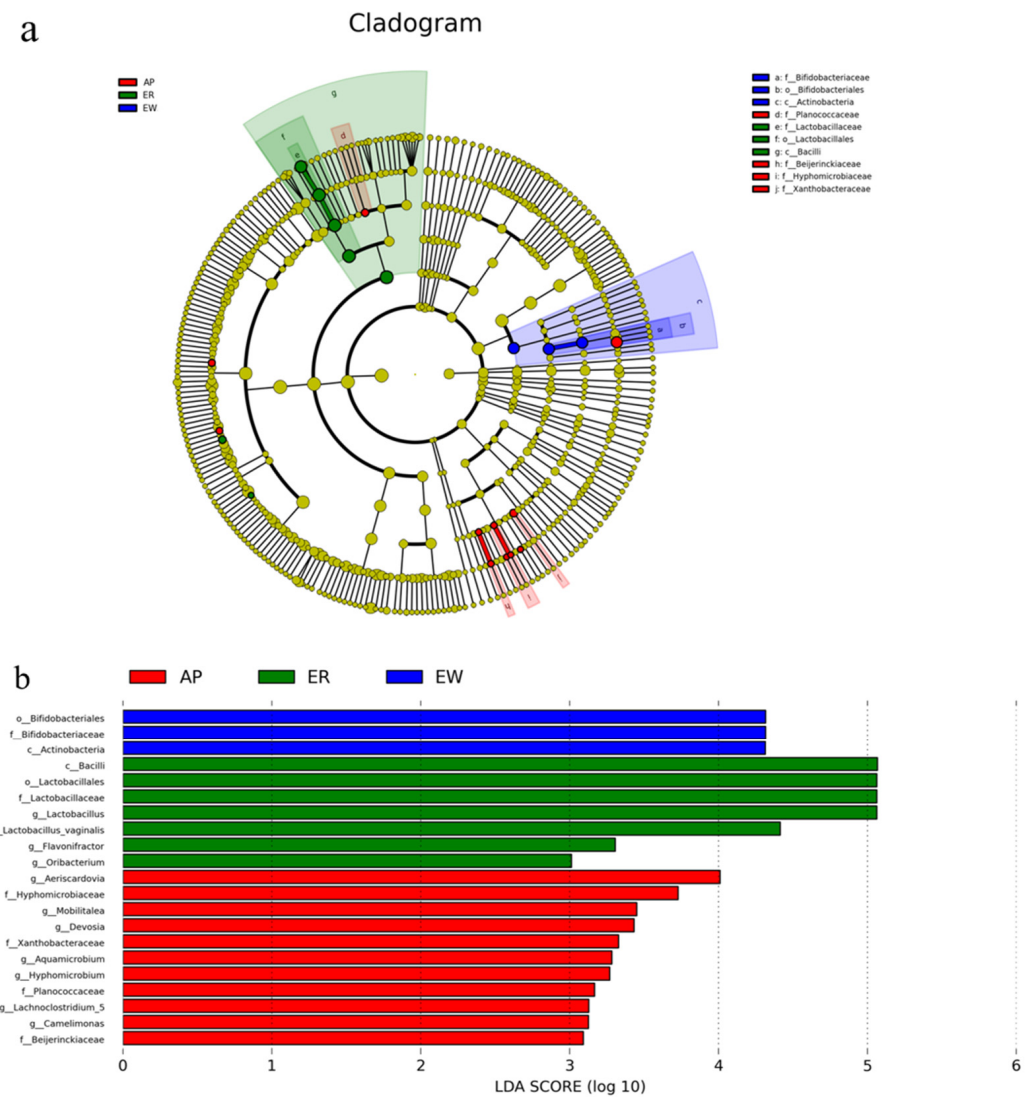 a
Cladogram
AP
ER
EW
a: f__Bifidobacteriaceae
b: o__Bifidobacteriales
c: c__Actinobacteria
d: f__Planococcaceae
e: f__Lactobacillaceae
f: o__Lactobacillales
g: c__Bacilli
h: f__Beijerinckiaceae
i: f__Hyphomicrobiaceae
j: f__Xanthobacteraceae
g
f
d
e
c
b
a
h
i
b
AP
ER
EW
o__Bifidobacteriales
f__Bifidobacteriaceae
c__Actinobacteria
c__Bacilli
o__Lactobacillales
f__Lactobacillaceae
g__Lactobacillus
_Lactobacillus_vaginalis
g__Flavonifractor
g__Oribacterium
g__Aeriscardovia
f__Hyphomicrobiaceae
g__Mobilitalea
g__Devosia
f__Xanthobacteraceae
g__Aquamicrobium
g__Hyphomicrobium
f__Planococcaceae
g__Lachnoclostridium_5
g__Camelimonas
f__Beijerinckiaceae
0 1 2 3 4 5 6
LDA SCORE (log 10)